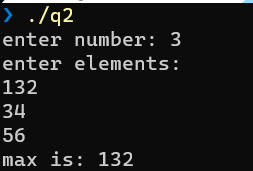 ❯ ./q2
enter number: 3
enter elements:
132
34
56
max is: 132